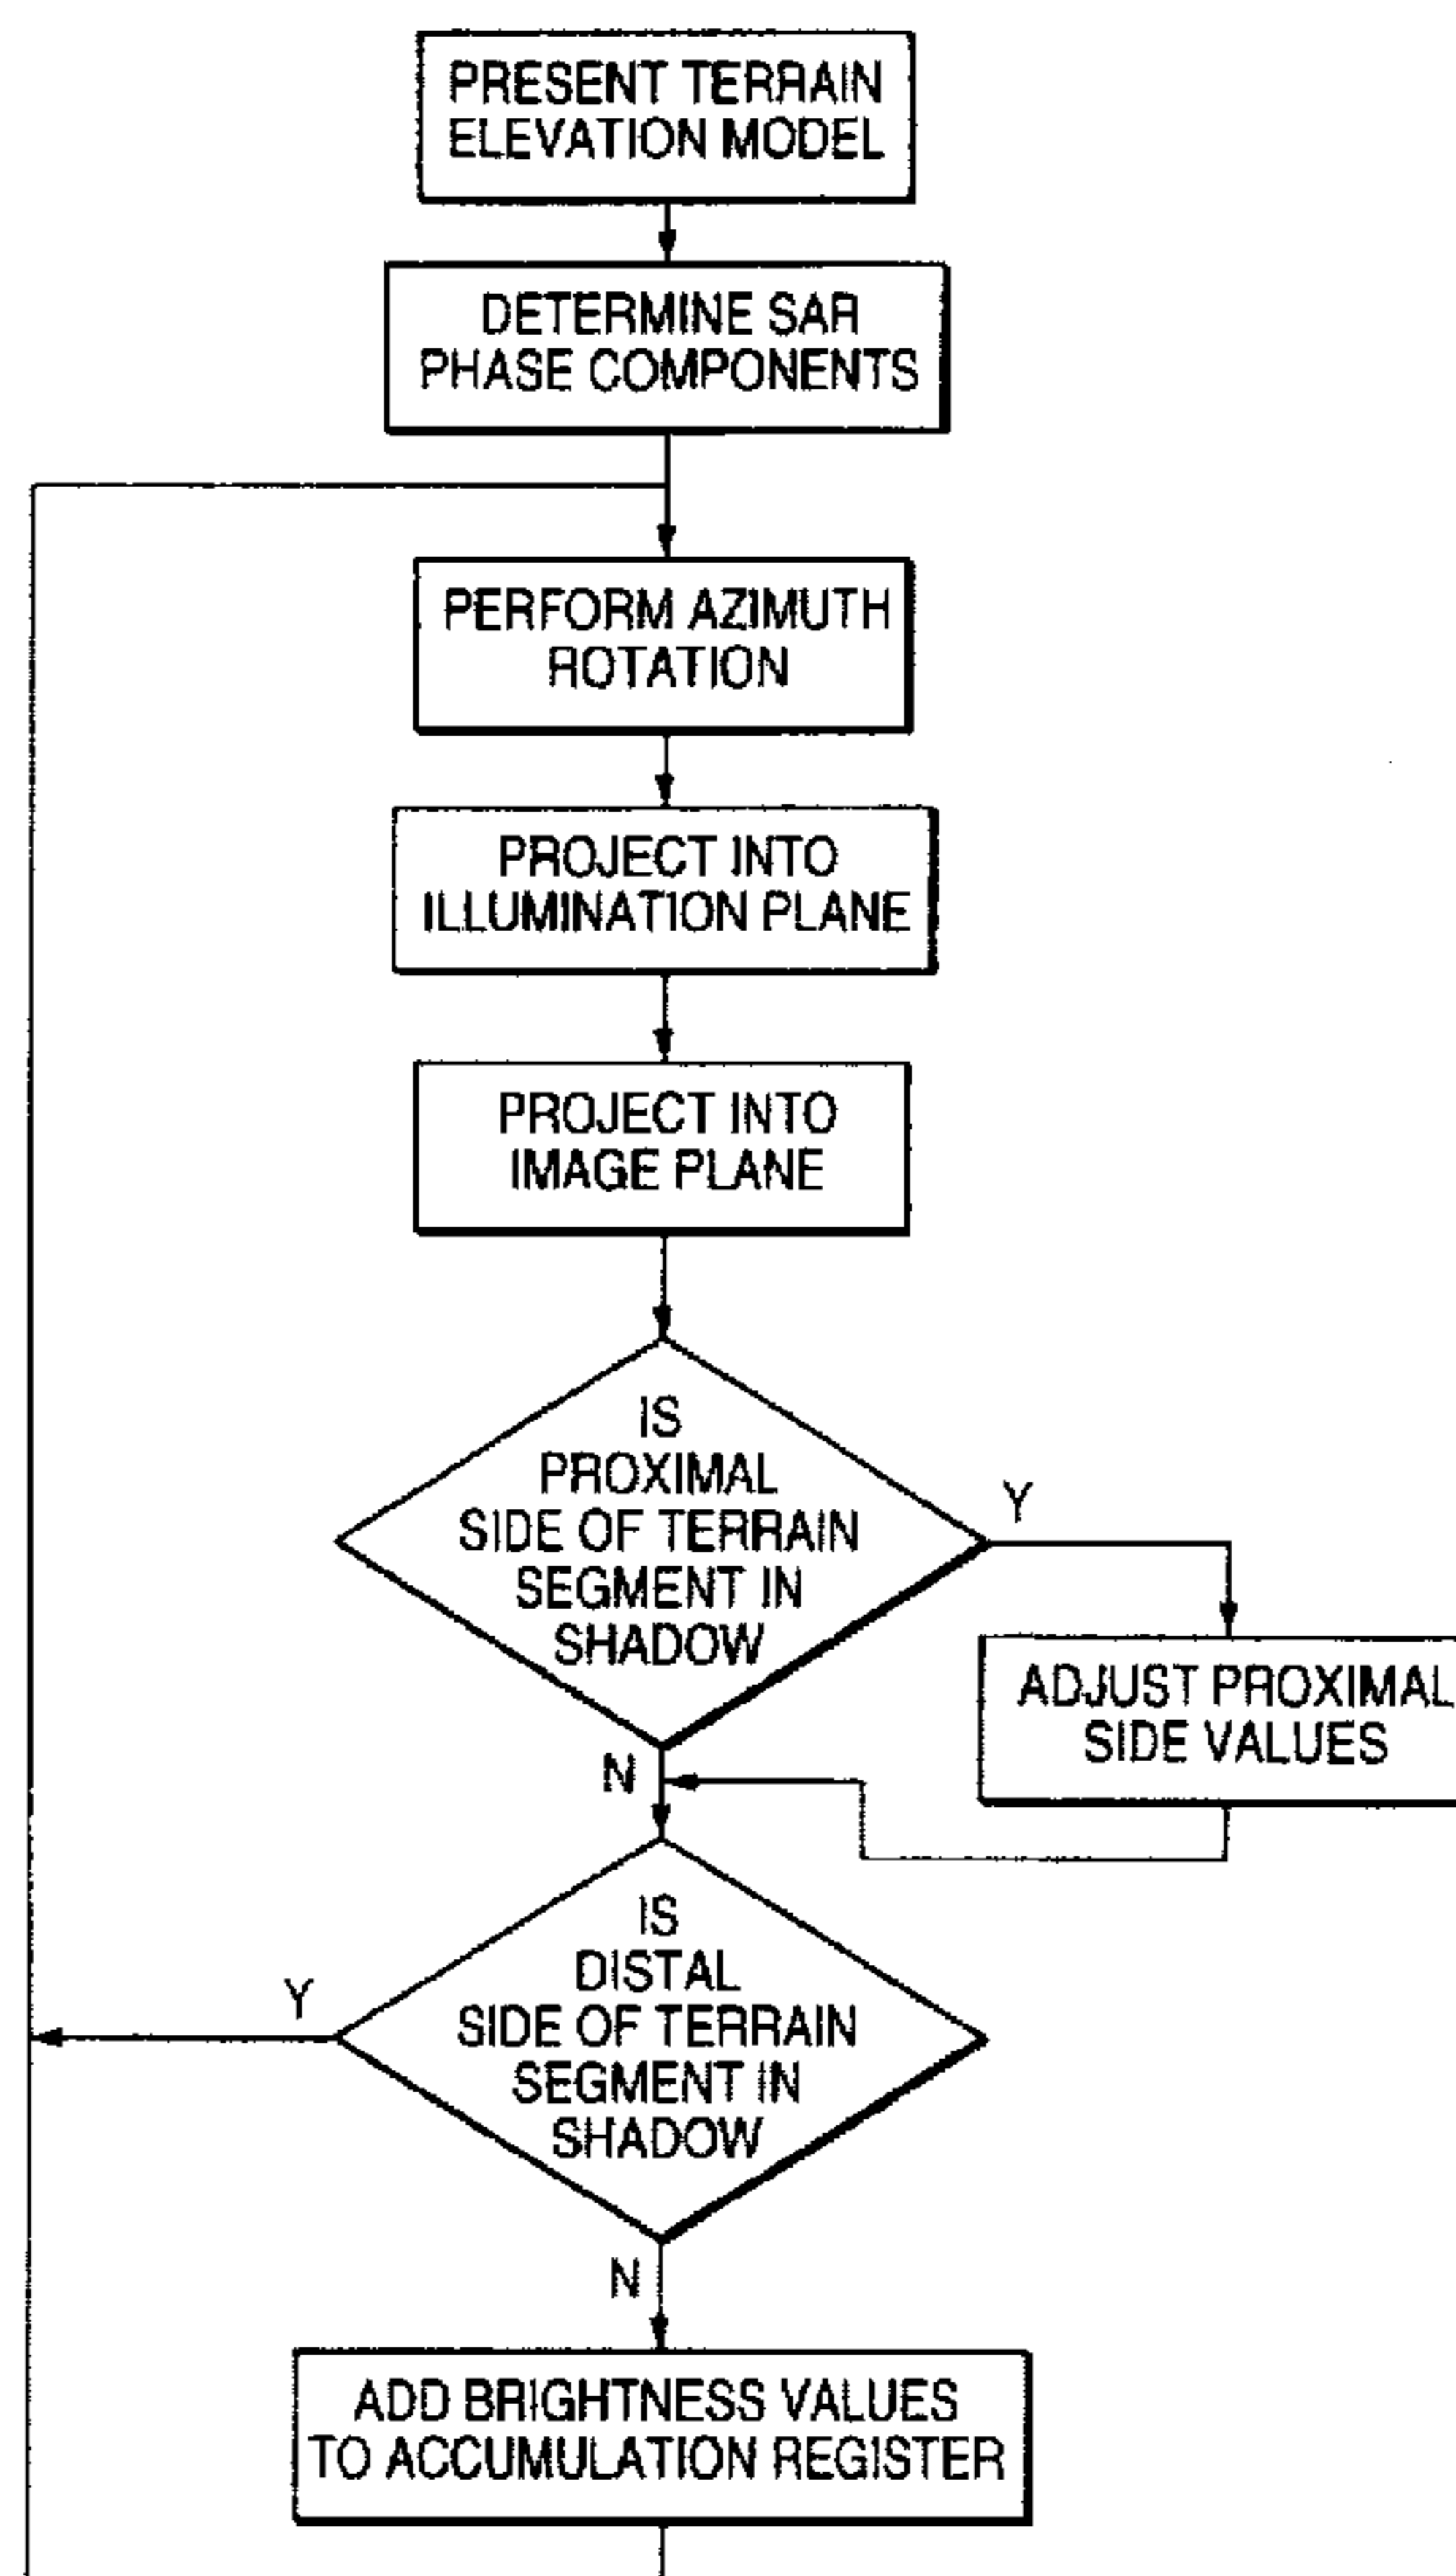 PRESENT TERRAIN
ELEVATION MODEL
DETERMINE SAR
PHASE COMPONENTS
PERFORM AZIMUTH
ROTATION
PROJECT INTO
ILLUMINATION PLANE
PROJECT INTO
IMAGE PLANE
IS
PROXIMAL
SIDE OF TERRAIN
SEGMENT IN
SHADOW
Y
ADJUST PROXIMAL
SIDE VALUES
N
IS
DISTAL
SIDE OF TERRAIN
SEGMENT IN
SHADOW
Y
N
ADD BRIGHTNESS VALUES
TO ACCUMULATION REGISTER